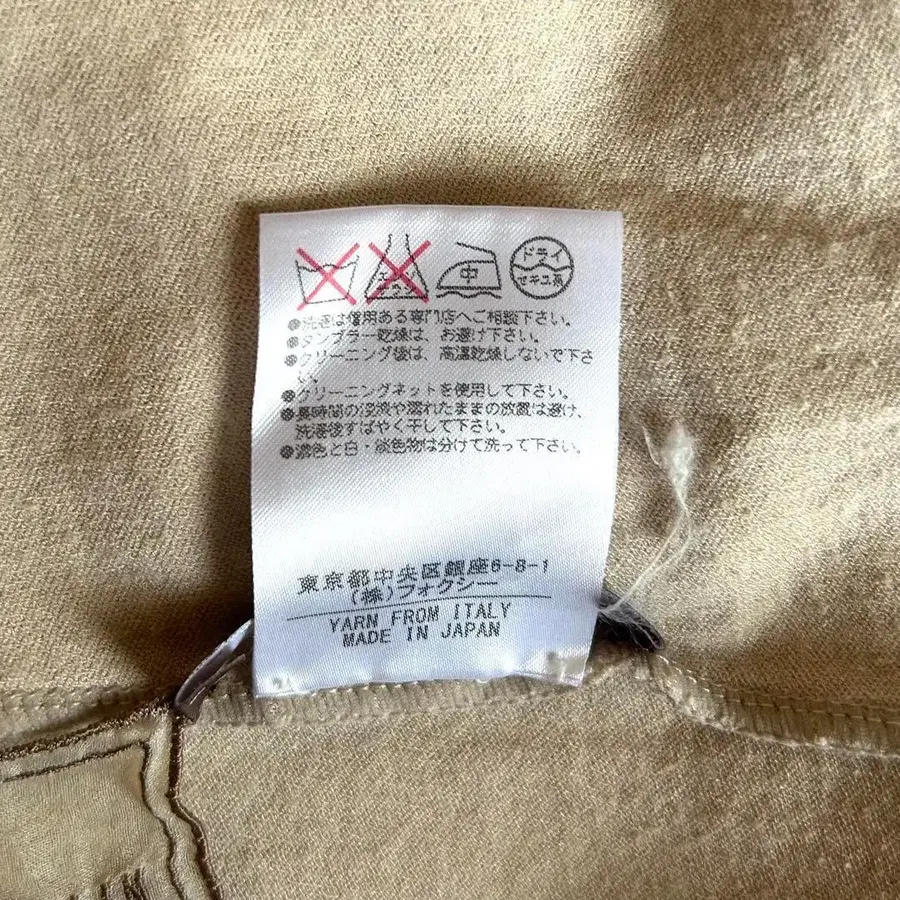 エンソ
サラシ
中
ドライ
セキユ系
●洗濯は信用ある専門店へご相談下さい。
●タンブラー乾燥は、お避け下さい。
●クリーニング後は、高温乾燥しないで下さ
い。
●クリーニングネットを使用して下さい。
●長時間の浸漬や濡れたままの放置は避け、
洗濯後すばやく干して下さい。
●濃色と白・淡色物は分けて洗って下さい。
東京都中央区銀座6-8-1
(株)フォクシー
YARN FROM ITALY
MADE IN JAPAN